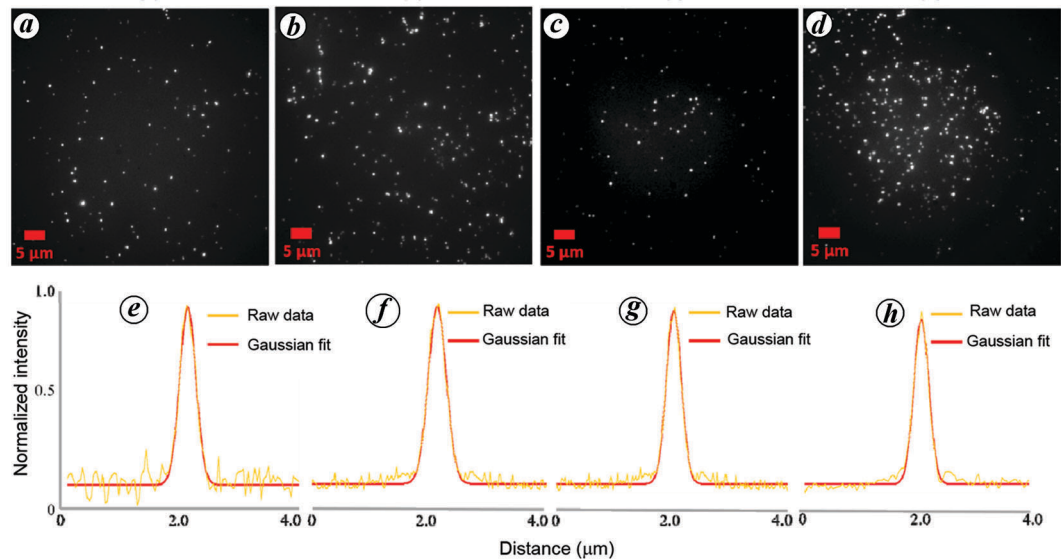 a
b
c
d
5 μm
5 μm
5 μm
5 μm
1.0
e
Raw data
Gaussian fit
f
Raw data
Gaussian fit
g
Raw data
Gaussian fit
h
Raw data
Gaussian fit
Normalized intensity
0.5
0
0
2.0
4.0
0
2.0
4.0
0
2.0
4.0
0
2.0
4.0
Distance (μm)